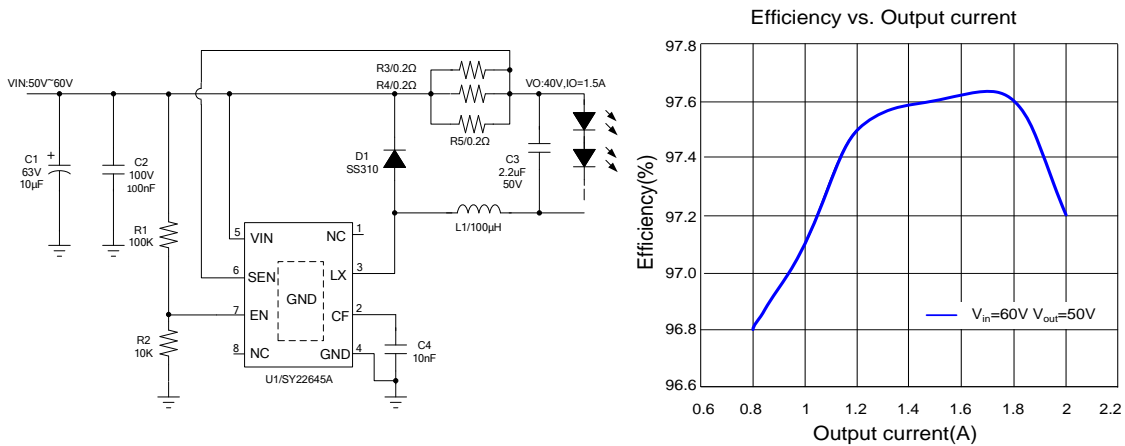 VIN:50V~60V
R3/0.2Ω
R4/0.2Ω
R5/0.2Ω
VO:40V,IO=1.5A
C1
63V
10µF
+
C2
100V
100nF
D1
SS310
C3
2.2uF
50V
L1/100µH
R1
100K
R2
10K
5
VIN
NC
1
6
SEN
LX
3
GND
7
EN
CF
2
8
NC
GND
4
C4
10nF
U1/SY22645A
Efficiency vs. Output current
97.8
97.6
97.4
97.2
97.0
96.8
96.6
Efficiency(%)
Vin=60V Vout=50V
0.6 0.8 1 1.2 1.4 1.6 1.8 2 2.2
Output current(A)